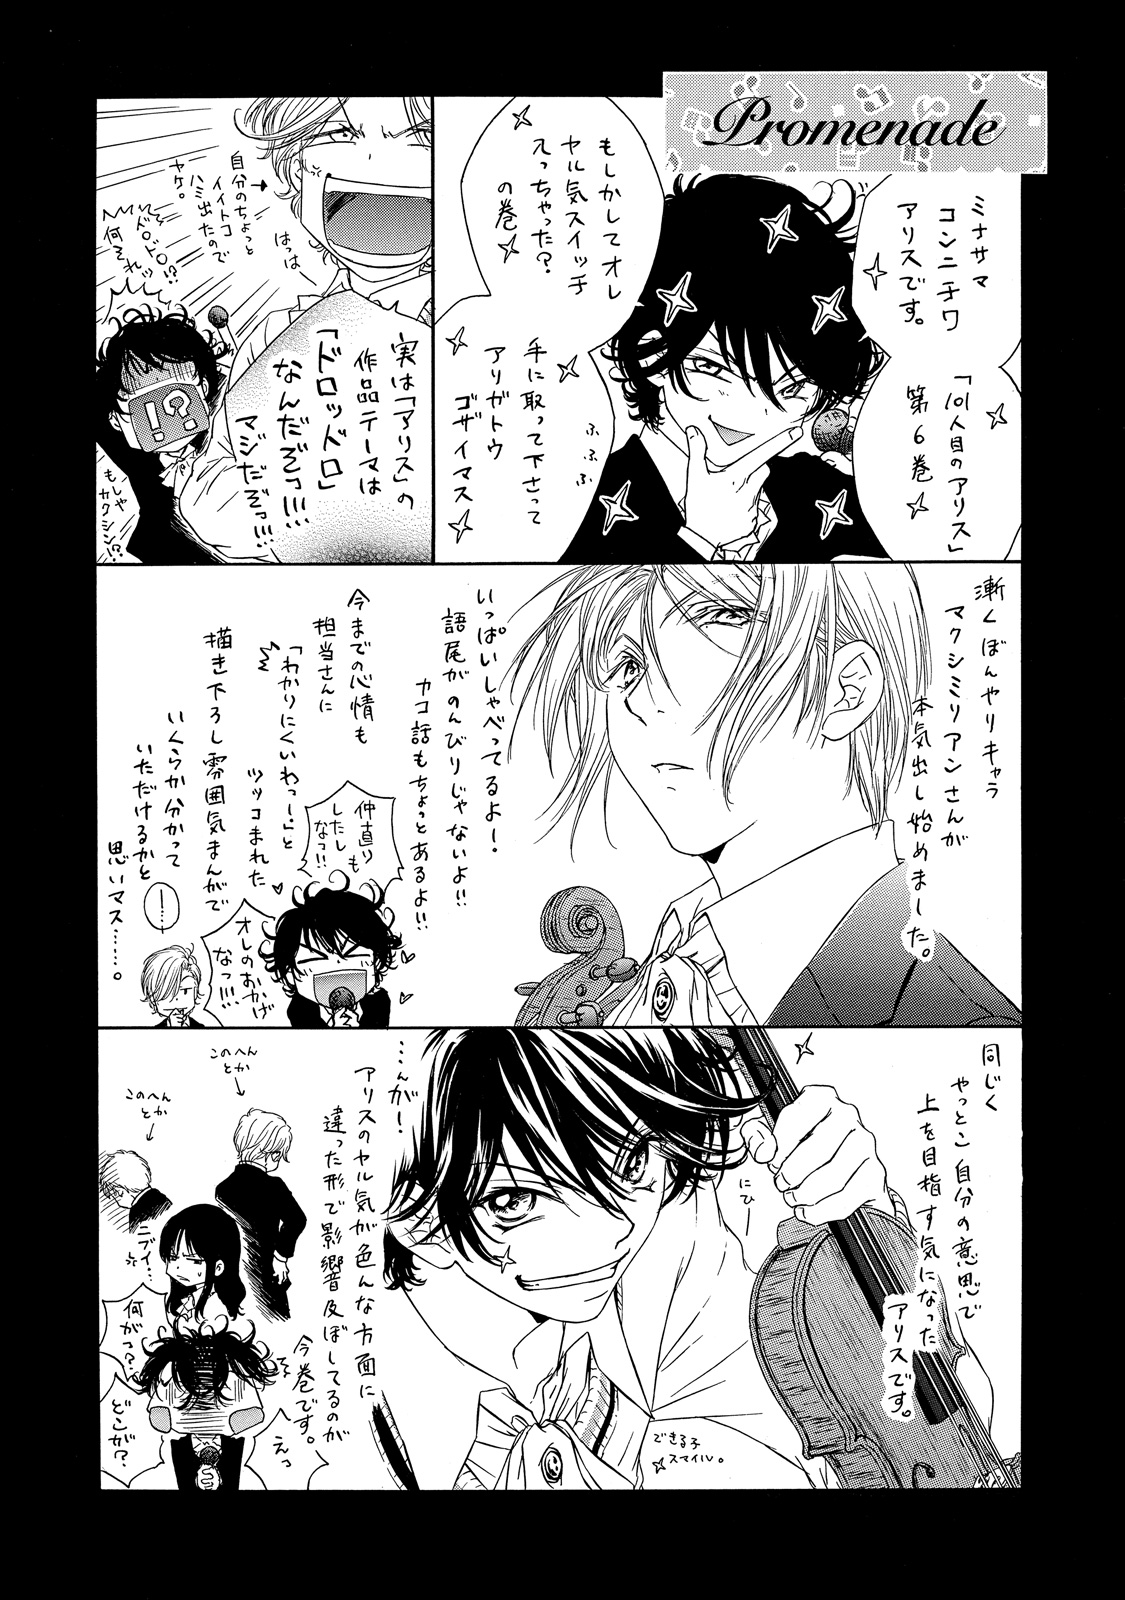 Promenade
ミナサマ
コンニチワ
アリスです。
「101人目のアリス」
第6巻
もしかしてオレ
ヤル気スイッチ
入っちゃった?
の巻
手に取って下さって
アリガトウ
ゴザイマス
ふふふ
はっはー
自分のちょっと
イイトコ
ハミ出たので
ヤケ。
実は「アリス」の
作品テーマは
「ドロッドロ」
なんだぞっ!!!
マジだぞっ!!!
ドロドロ!?
何それッ
!?
もしや
カクシン!?
漸くぼんやりキャラ
マクシミリアンさんが
本気出し始めました。
いっぱいしゃべってるよ!
語尾がのんびりじゃないよ!!
カコ話もちょっとあるよ!!
今までの心情も
担当さんに
「わかりにくいわっー」と
ツッコまれた
描き下ろし雰囲気まんがで
いくらか分かって
いただけるかと
思いマス……。
仲直りも
したし
なっ!!
オレのおかげ
なっ!!!
……
同じく
やっとこ自分の意思で
上を目指す気になった
アリスです。
にひー
できる子
スマイル。
…んが!
アリスのヤル気が色んな方面に
違った形で影響及ぼしてるのが
今巻です。
このへん
とか
このへん
とか
ニブイ…
何がっ?
どこが?
えっ